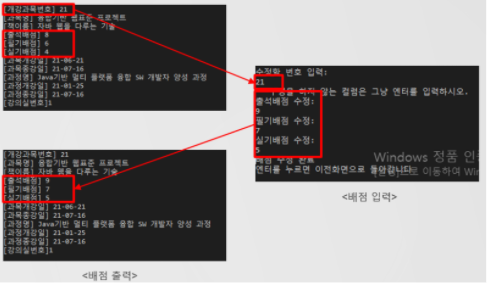 [개강과목번호] 21
[과목명] 융합기반 웹표준 프로젝트
[책이름] 자바 웹을 다루는 기술
[출석배점] 8
[필기배점] 6
[실기배점] 4
[과목개강일] 21-06-21
[과목종강일] 21-07-16
[과정명] Java기반 멀티 플랫폼 융합 SW 개발자 양성 과정
[과정개강일] 21-01-25
[과정종강일] 21-07-16
[강의실번호]1
수정할 번호 입력:
21
하지 않는 컬럼은 그냥 엔터를 입력하시오.
출석배점 수정:
9
필기배점 수정:
7
실기배점 수정:
5
배점 수정 완료
엔터를 누르면 이전화면으로 돌아갑니다
Windows 정품 인
<배점 입력>
[개강과목번호] 21
[과목명] 융합기반 웹표준 프로젝트
[책이름] 자바 웹을 다루는 기술
[출석배점] 9
[필기배점] 7
[실기배점] 5
[과목개강일] 21-06-21
[과목종강일] 21-07-16
[과정명] Java기반 멀티 플랫폼 융합 SW 개발자 양성 과정
[과정개강일] 21-01-25
[과정종강일] 21-07-16
[강의실번호]1
<배점 출력>